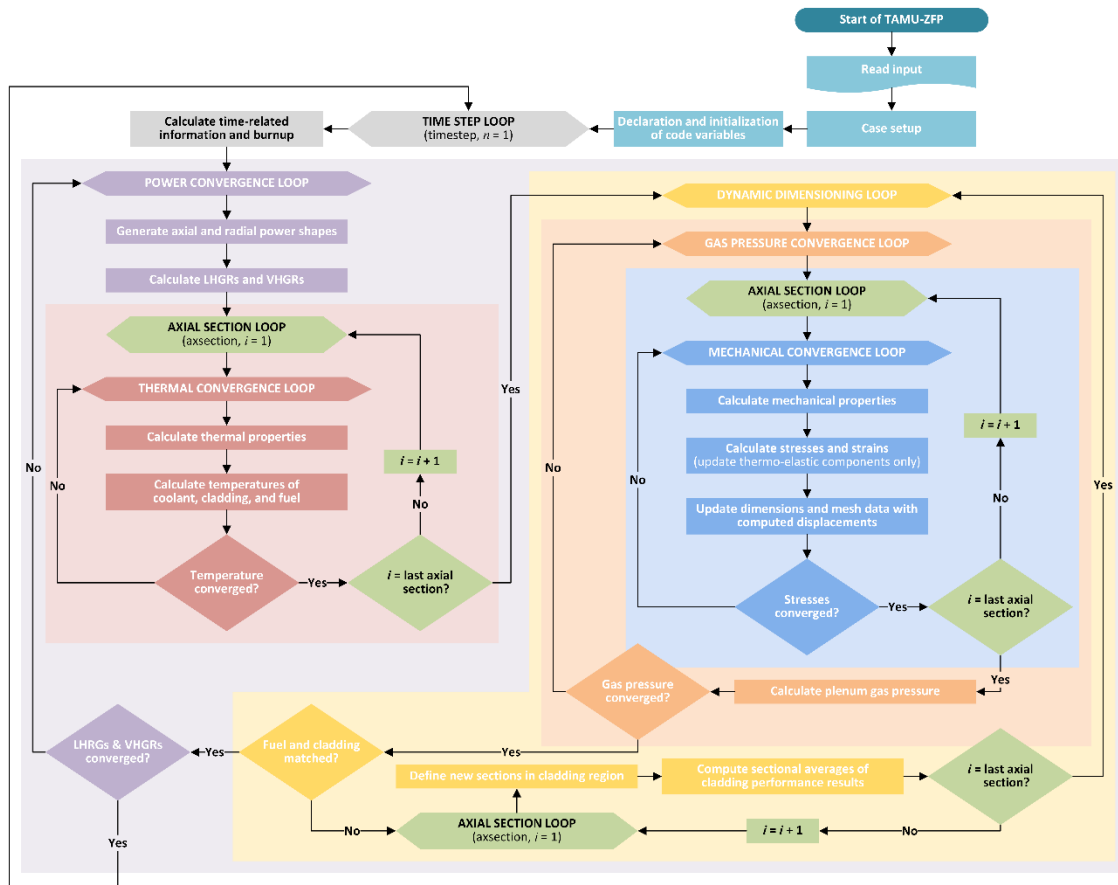 Start of TAMU-ZFP
Read input
Case setup
Declaration and initialization
of code variables
TIME STEP LOOP
(timestep, n = 1)
Calculate time-related
information and burnup
POWER CONVERGENCE LOOP
Generate axial and radial power shapes
Calculate LHGRs and VHGRs
AXIAL SECTION LOOP
(axsection, i = 1)
THERMAL CONVERGENCE LOOP
Calculate thermal properties
Calculate temperatures of
coolant, cladding, and fuel
Temperature
converged?
No
Yes
i = last axial
section?
No
i = i + 1
Yes
DYNAMIC DIMENSIONING LOOP
GAS PRESSURE CONVERGENCE LOOP
AXIAL SECTION LOOP
(axsection, i = 1)
MECHANICAL CONVERGENCE LOOP
Calculate mechanical properties
Calculate stresses and strains
(update thermo-elastic components only)
Update dimensions and mesh data with
computed displacements
Stresses
converged?
No
Yes
i = last axial
section?
No
i = i + 1
Yes
Calculate plenum gas pressure
Gas pressure
converged?
No
Yes
Fuel and cladding
matched?
No
AXIAL SECTION LOOP
(axsection, i = 1)
Define new sections in cladding region
Compute sectional averages of
cladding performance results
i = last axial
section?
No
i = i + 1
Yes
Yes
LHRGs & VHGRs
converged?
No
Yes